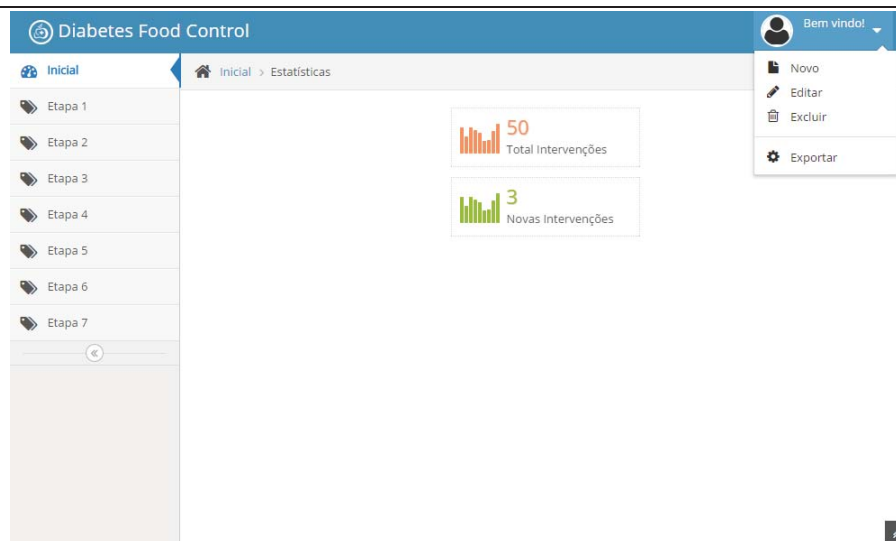 Diabetes Food Control
Bem vindo!
Inicial
Etapa 1
Etapa 2
Etapa 3
Etapa 4
Etapa 5
Etapa 6
Etapa 7
Inicial > Estatísticas
50
Total Intervenções
3
Novas Intervenções
Novo
Editar
Excluir
Exportar